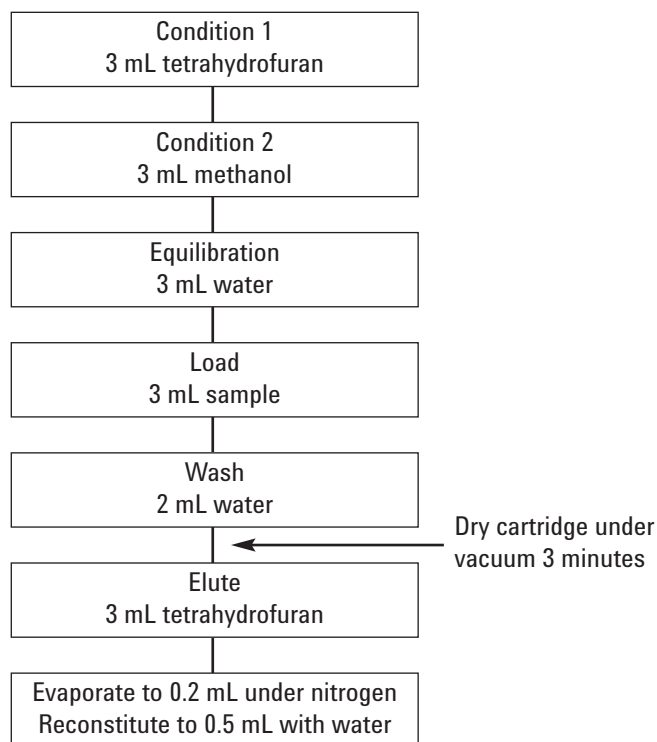 Condition 1
3 mL tetrahydrofuran
Condition 2
3 mL methanol
Equilibration
3 mL water
Load
3 mL sample
Wash
2 mL water
Dry cartridge under
vacuum 3 minutes
Elute
3 mL tetrahydrofuran
Evaporate to 0.2 mL under nitrogen
Reconstitute to 0.5 mL with water